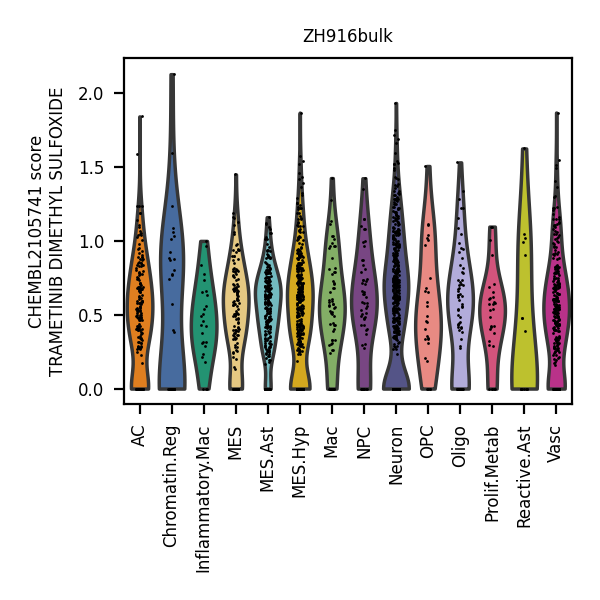 ZH916bulk
CHEMBL2105741 score
TRAMETINIB DIMETHYL SULFOXIDE
2.0
1.5
1.0
0.5
0.0
AC
Chromatin.Reg
Inflammatory.Mac
MES
MES.Ast
MES.Hyp
Mac
NPC
Neuron
OPC
Oligo
Prolif.Metab
Reactive.Ast
Vasc